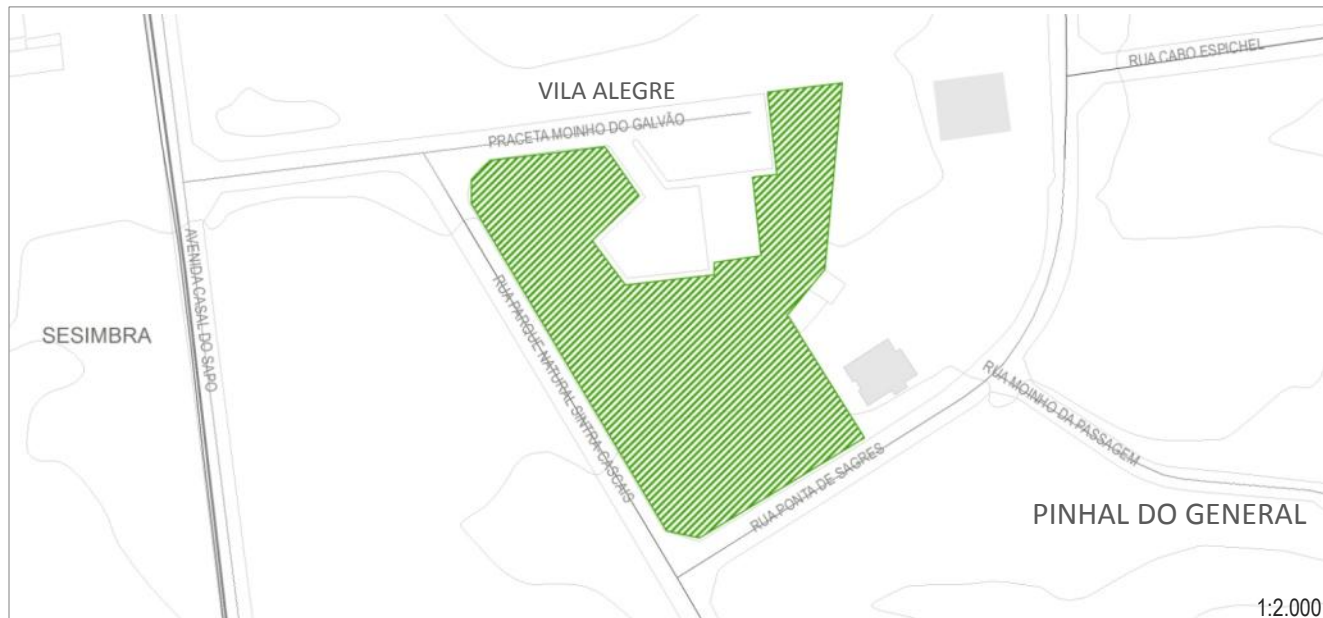 RUA CABO ESPICHEL
VILA ALEGRE
PRACETA MOINHO DO GALVÃO
AVENIDA CASAL DO SAPO
SESIMBRA
RUA PARQUE NATURAL SINTRA CASCAIS
RUA MOINHO DA PASSAGEM
RUA PONTA DE SAGRES
PINHAL DO GENERAL
1:2.000